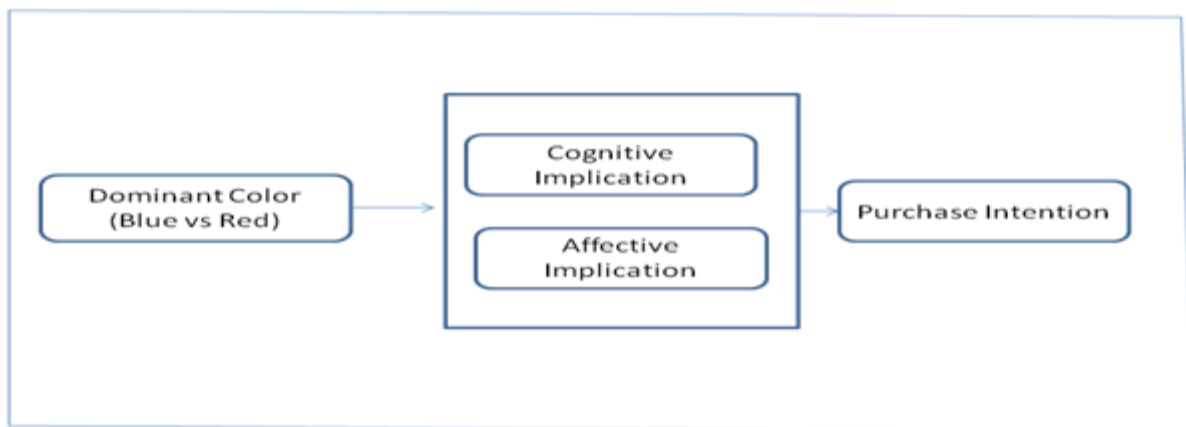 Dominant Color
(Blue vs Red)
Cognitive
Implication
Affective
Implication
Purchase Intention